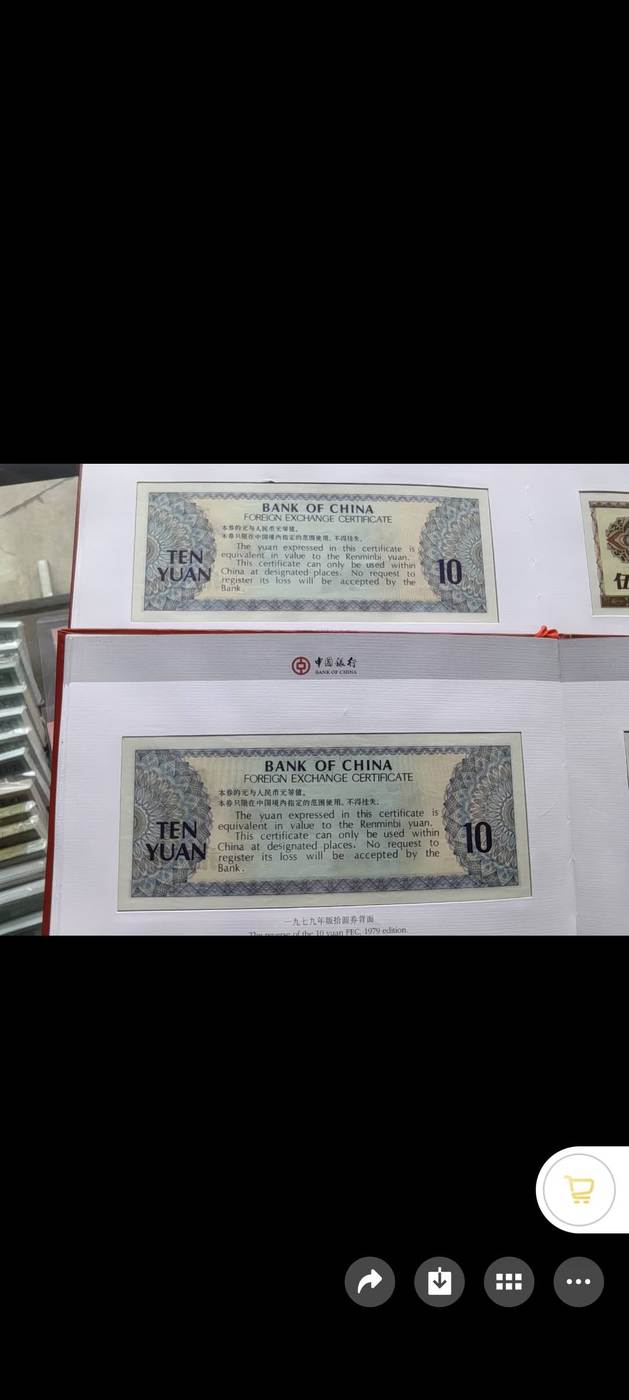 BANK OF CHINA
FOREIGN EXCHANGE CERTIFICATE
本券的元与人民币元等值。
本券只限在中国境内指定的范围使用,不得挂失。
The yuan expressed in this certificate is
equivalent in value to the Renminbi yuan.
This certificate can only be used within
China at designated places. No request to
register its loss will be accepted by the
Bank.
TEN
YUAN
10
伍
中国银行
BANK OF CHINA
BANK OF CHINA
FOREIGN EXCHANGE CERTIFICATE
本券的元与人民币元等值。
本券只限在中国境内指定的范围使用,不得挂失。
The yuan expressed in this certificate is
equivalent in value to the Renminbi yuan.
This certificate can only be used within
China at designated places. No request to
register its loss will be accepted by the
Bank.
TEN
YUAN
10
一九七九年版拾圆券背面
The reverse of the 10 yuan FEC, 1979 edition.